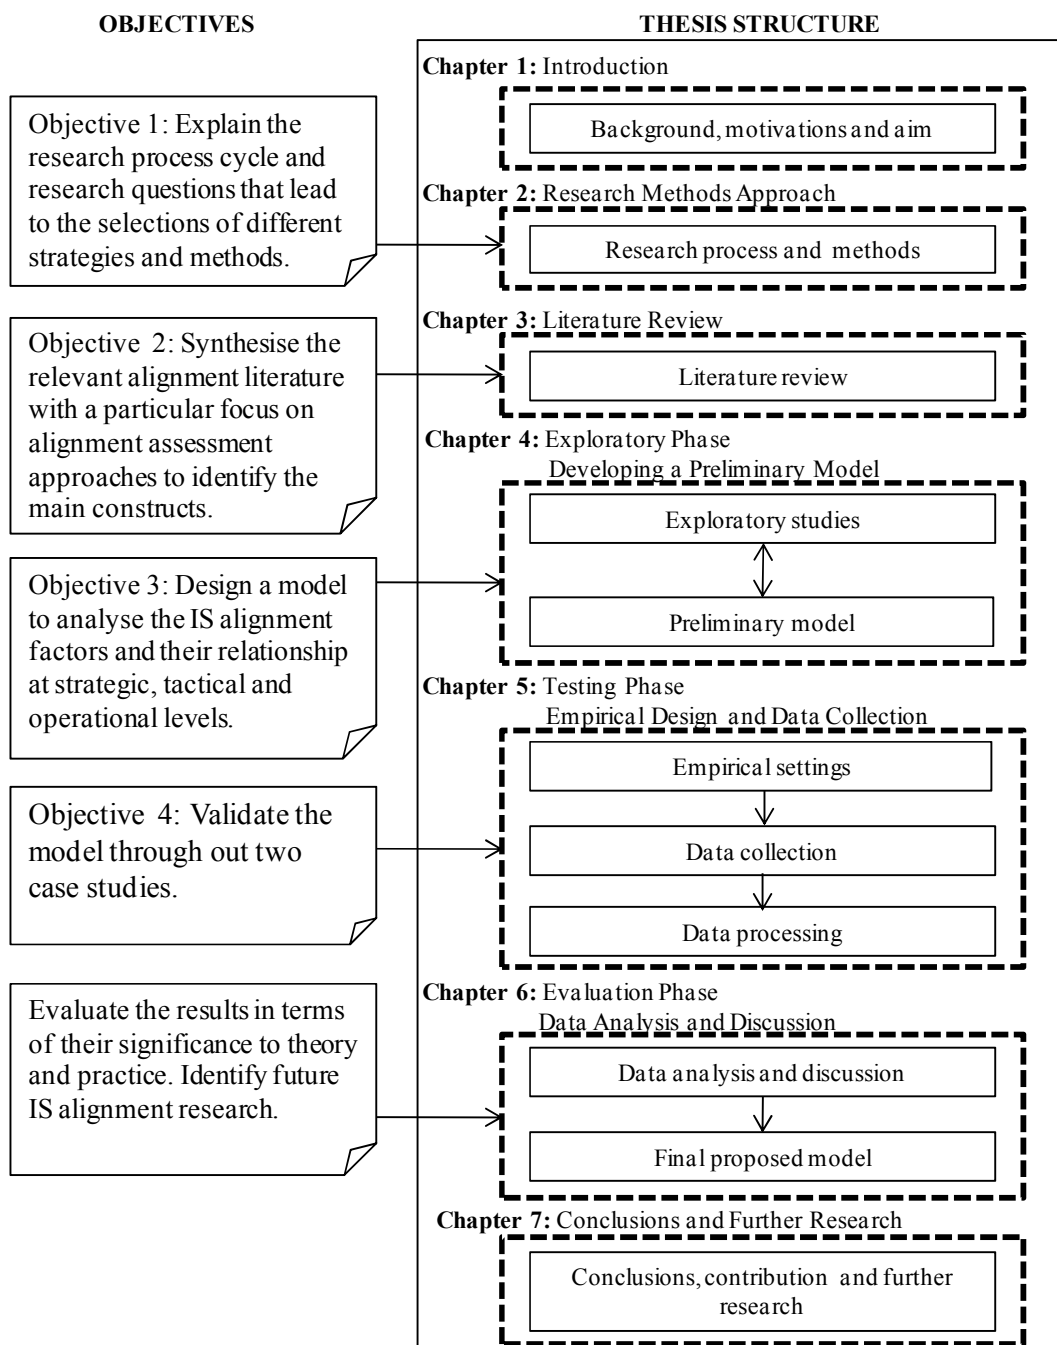 OBJECTIVES
THESIS STRUCTURE
Chapter 1: Introduction
Background, motivations and aim
Objective 1: Explain the
research process cycle and
research questions that lead
to the selections of different
strategies and methods.
Chapter 2: Research Methods Approach
Research process and methods
Chapter 3: Literature Review
Literature review
Objective 2: Synthesise the
relevant alignment literature
with a particular focus on
alignment assessment
approaches to identify the
main constructs.
Chapter 4: Exploratory Phase
Developing a Preliminary Model
Exploratory studies
Preliminary model
Objective 3: Design a model
to analyse the IS alignment
factors and their relationship
at strategic, tactical and
operational levels.
Chapter 5: Testing Phase
Empirical Design and Data Collection
Empirical settings
Data collection
Data processing
Objective 4: Validate the
model through out two
case studies.
Chapter 6: Evaluation Phase
Data Analysis and Discussion
Data analysis and discussion
Final proposed model
Evaluate the results in terms
of their significance to theory
and practice. Identify future
IS alignment research.
Chapter 7: Conclusions and Further Research
Conclusions, contribution and further
research